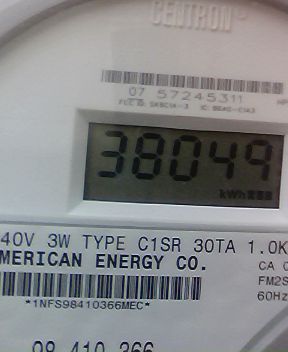 CENTRON
07 57245311
38049
kWh
40V 3W TYPE C1SR 30TA 1.0K
MERICAN ENERGY CO.
CA 0
FM2S
60Hz
*1NFS98410366MEC*
98 410 366